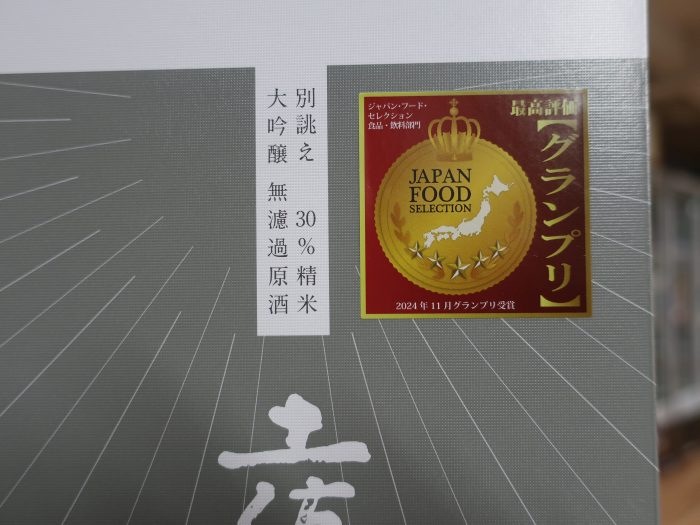 別誂え 30%精米
大吟醸 無濾過原酒
ジャパン・フード・
セレクション
食品・飲料部門
最高評価
【グランプリ】
JAPAN
FOOD
SELECTION
2024年11月グランプリ受賞
土